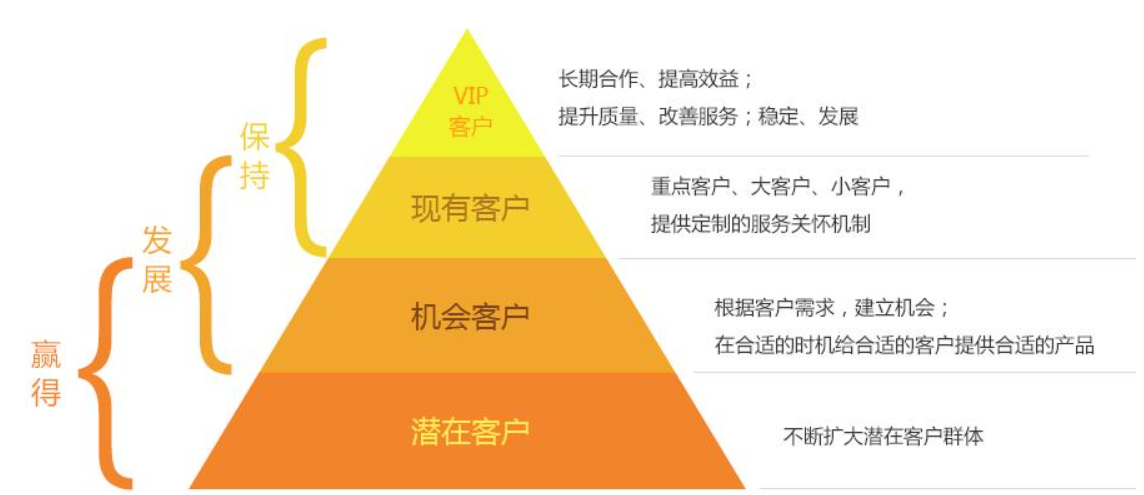 VIP
客户
长期合作、提高效益；
提升质量、改善服务；稳定、发展
保
持
现有客户
重点客户、大客户、小客户，
提供定制的服务关怀机制
发
展
机会客户
根据客户需求，建立机会；
在合适的时机给合适的客户提供合适的产品
赢
得
潜在客户
不断扩大潜在客户群体